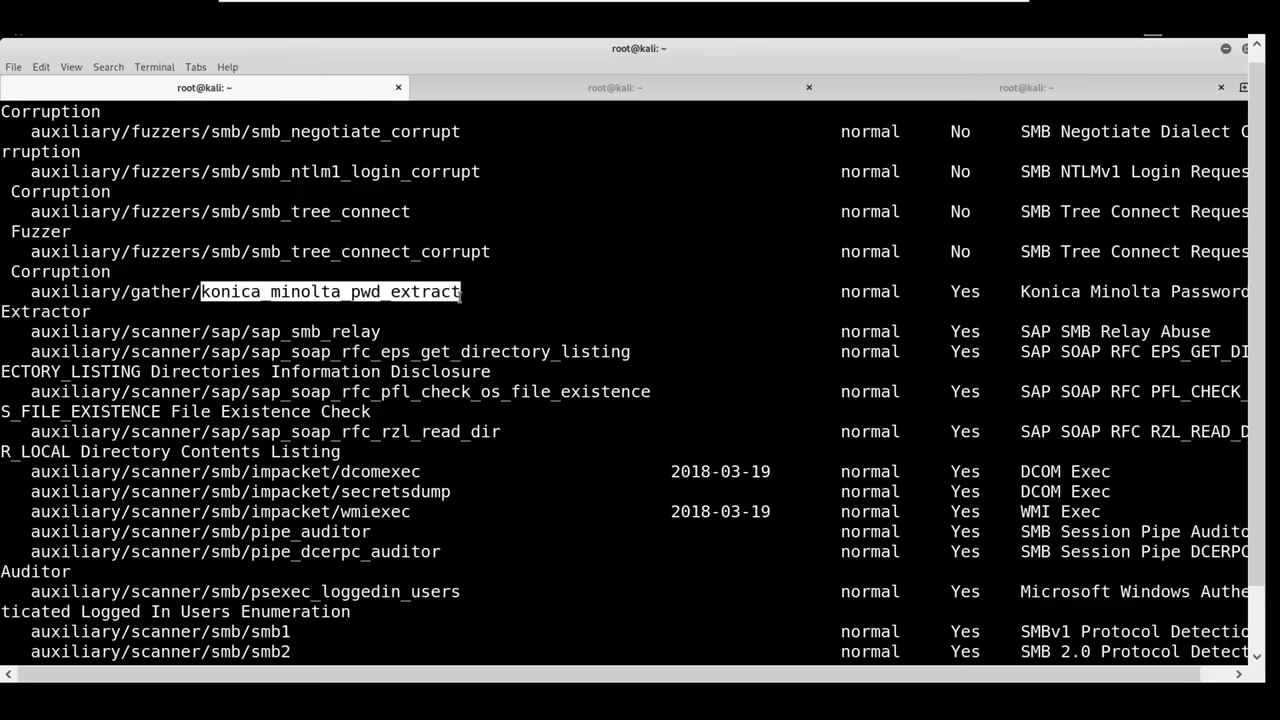 root@kali: ~
File Edit View Search Terminal Tabs Help
root@kali: ~ × root@kali: ~ × root@kali: ~ ×
Corruption
auxiliary/fuzzers/smb/smb_negotiate_corrupt normal No SMB Negotiate Dialect C
rruption
auxiliary/fuzzers/smb/smb_ntlm1_login_corrupt normal No SMB NTLMv1 Login Reques
Corruption
auxiliary/fuzzers/smb/smb_tree_connect normal No SMB Tree Connect Reques
Fuzzer
auxiliary/fuzzers/smb/smb_tree_connect_corrupt normal No SMB Tree Connect Reques
Corruption
auxiliary/gather/konica_minolta_pwd_extract normal Yes Konica Minolta Password
Extractor
auxiliary/scanner/sap/sap_smb_relay normal Yes SAP SMB Relay Abuse
auxiliary/scanner/sap/sap_soap_rfc_eps_get_directory_listing normal Yes SAP SOAP RFC EPS_GET_DI
ECTORY_LISTING Directories Information Disclosure
auxiliary/scanner/sap/sap_soap_rfc_pfl_check_os_file_existence normal Yes SAP SOAP RFC PFL_CHECK_
S_FILE_EXISTENCE File Existence Check
auxiliary/scanner/sap/sap_soap_rfc_rzl_read_dir normal Yes SAP SOAP RFC RZL_READ_D
R_LOCAL Directory Contents Listing
auxiliary/scanner/smb/impacket/dcomexec 2018-03-19 normal Yes DCOM Exec
auxiliary/scanner/smb/impacket/secretsdump normal Yes DCOM Exec
auxiliary/scanner/smb/impacket/wmiexec 2018-03-19 normal Yes WMI Exec
auxiliary/scanner/smb/pipe_auditor normal Yes SMB Session Pipe Audito
auxiliary/scanner/smb/pipe_dcerpc_auditor normal Yes SMB Session Pipe DCERPC
Auditor
auxiliary/scanner/smb/psexec_loggedin_users normal Yes Microsoft Windows Authe
ticated Logged In Users Enumeration
auxiliary/scanner/smb/smb1 normal Yes SMBv1 Protocol Detectio
auxiliary/scanner/smb/smb2 normal Yes SMB 2.0 Protocol Detect